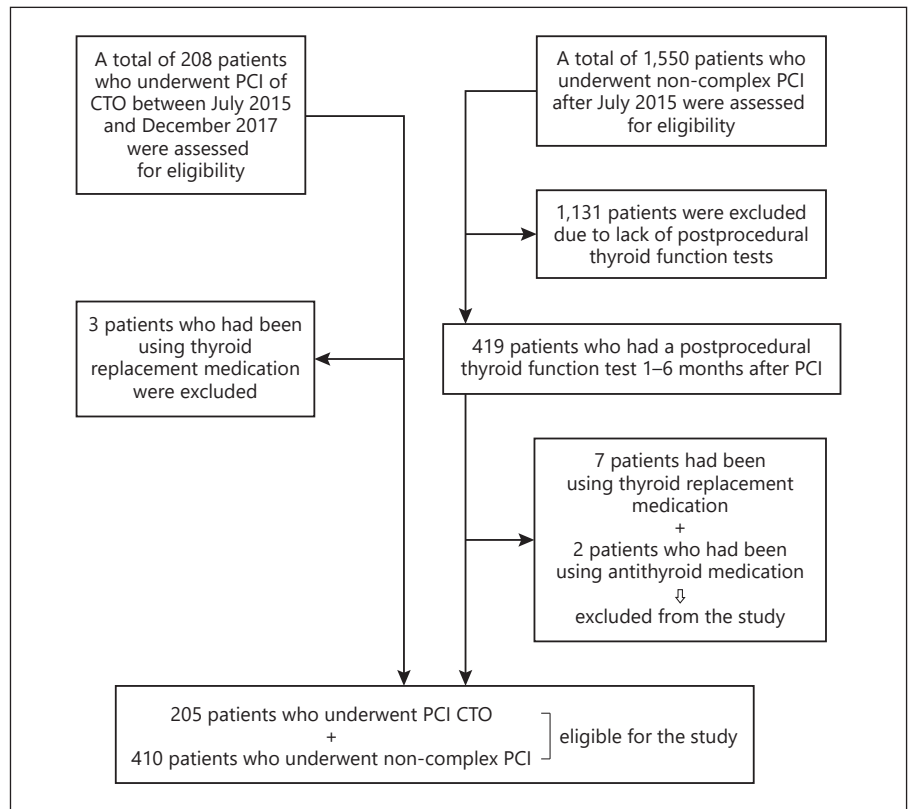 A total of 208 patients
who underwent PCI of
CTO between July 2015
and December 2017
were assessed
for eligibility
A total of 1,550 patients who
underwent non-complex PCI
after July 2015 were assessed
for eligibility
1,131 patients were excluded
due to lack of postprocedural
thyroid function tests
3 patients who had been
using thyroid
replacement medication
were excluded
419 patients who had a postprocedural
thyroid function test 1–6 months after PCI
7 patients had been
using thyroid replacement
medication
+
2 patients who had been
using antithyroid medication
⇩
excluded from the study
205 patients who underwent PCI CTO
+
410 patients who underwent non-complex PCI
eligible for the study